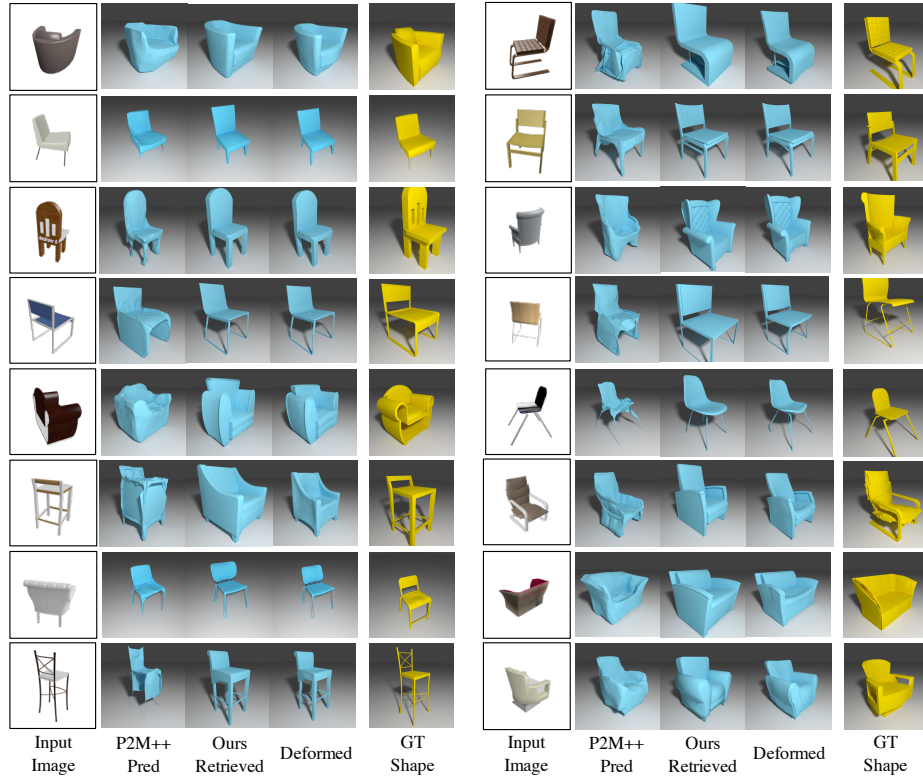 Input P2M++ Ours Deformed GT Input P2M++ Ours Deformed GT
Image Pred Retrieved Shape Image Pred Retrieved Shape